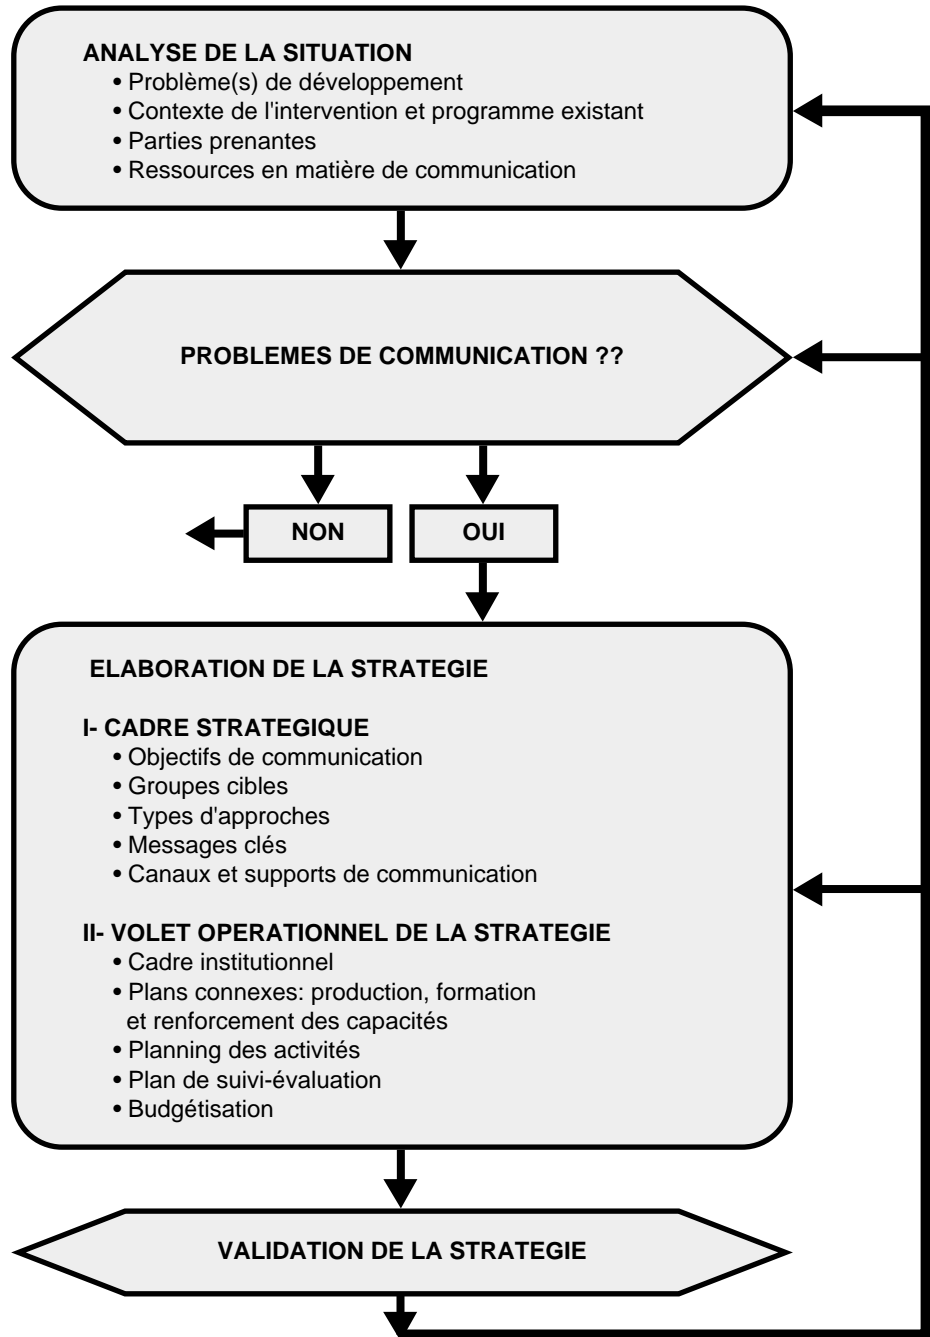 ANALYSE DE LA SITUATION
• Problème(s) de développement
• Contexte de l'intervention et programme existant
• Parties prenantes
• Ressources en matière de communication
PROBLEMES DE COMMUNICATION ??
NON
OUI
ELABORATION DE LA STRATEGIE
I- CADRE STRATEGIQUE
• Objectifs de communication
• Groupes cibles
• Types d'approches
• Messages clés
• Canaux et supports de communication
II- VOLET OPERATIONNEL DE LA STRATEGIE
• Cadre institutionnel
• Plans connexes: production, formation
et renforcement des capacités
• Planning des activités
• Plan de suivi-évaluation
• Budgétisation
VALIDATION DE LA STRATEGIE